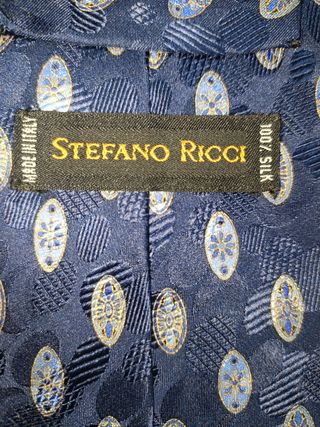 MADE IN ITALY
STEFANO RICCI
100% SILK